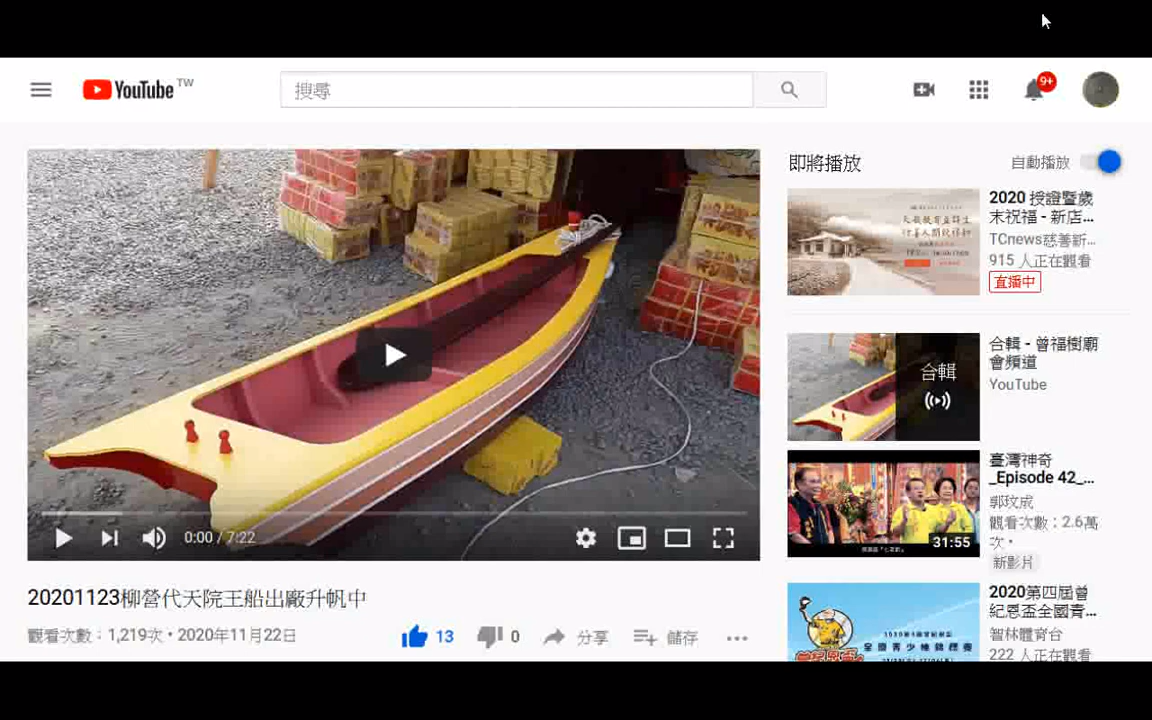 YouTube TW
搜尋
9+
0:00 / 7:22
20201123柳營代天院王船出廠升帆中
觀看次數：1,219次 • 2020年11月22日
13
0
分享
儲存
即將播放
自動播放
2020 授證暨歲
末祝福 - 新店...
TCnews慈善新...
915 人正在觀看
直播中
合輯
合輯 - 曾福樹廟
會頻道
YouTube
31:55
臺灣神奇
_Episode 42_...
郭玟成
觀看次數：2.6萬
次 •
新影片
2020第四屆曾
紀恩盃全國青...
智林體育台
222 人正在觀看